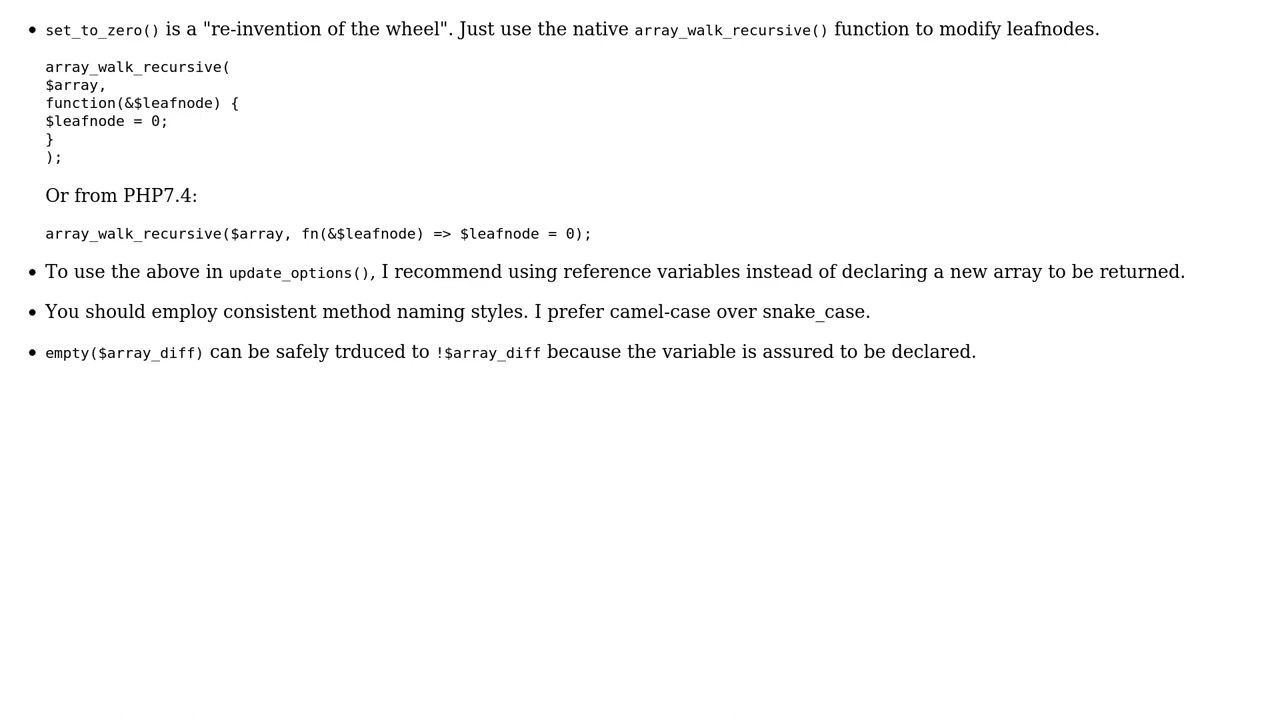 set_to_zero() is a "re-invention of the wheel". Just use the native array_walk_recursive() function to modify leafnodes.
array_walk_recursive(
$array,
function(&$leafnode) {
$leafnode = 0;
}
);
Or from PHP7.4:
array_walk_recursive($array, fn(&$leafnode) => $leafnode = 0);
To use the above in update_options(), I recommend using reference variables instead of declaring a new array to be returned.
You should employ consistent method naming styles. I prefer camel-case over snake_case.
empty($array_diff) can be safely trduced to !$array_diff because the variable is assured to be declared.